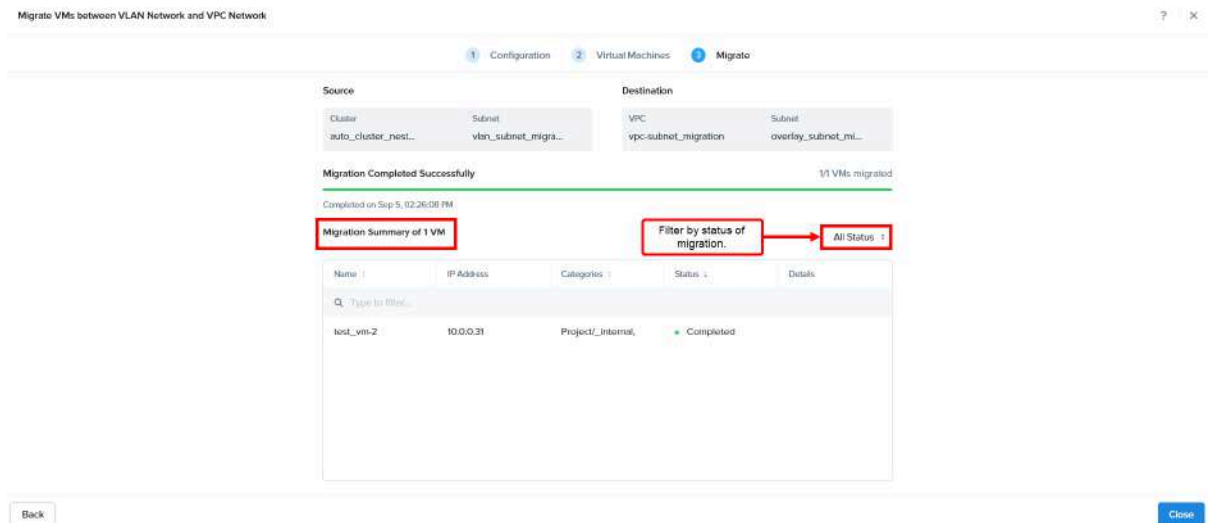 Migrate VMs between VLAN Network and VPC Network
?
1 Configuration 2 Virtual Machines 3 Migrate
Source Destination
Cluster Subnet VPC Subnet
auto_cluster_nest... vlan_subnet_migra... vpc-subnet_migration overlay_subnet_mi...
Migration Completed Successfully 1/1 VMs migrated
Completed on Sep 5, 02:26:08 PM
Migration Summary of 1 VM Filter by status of All Status
migration.
Name IP Address Categories Status Details
Type to filter...
test_vm-2 10.0.0.31 Project/_internal, Completed
Back Close